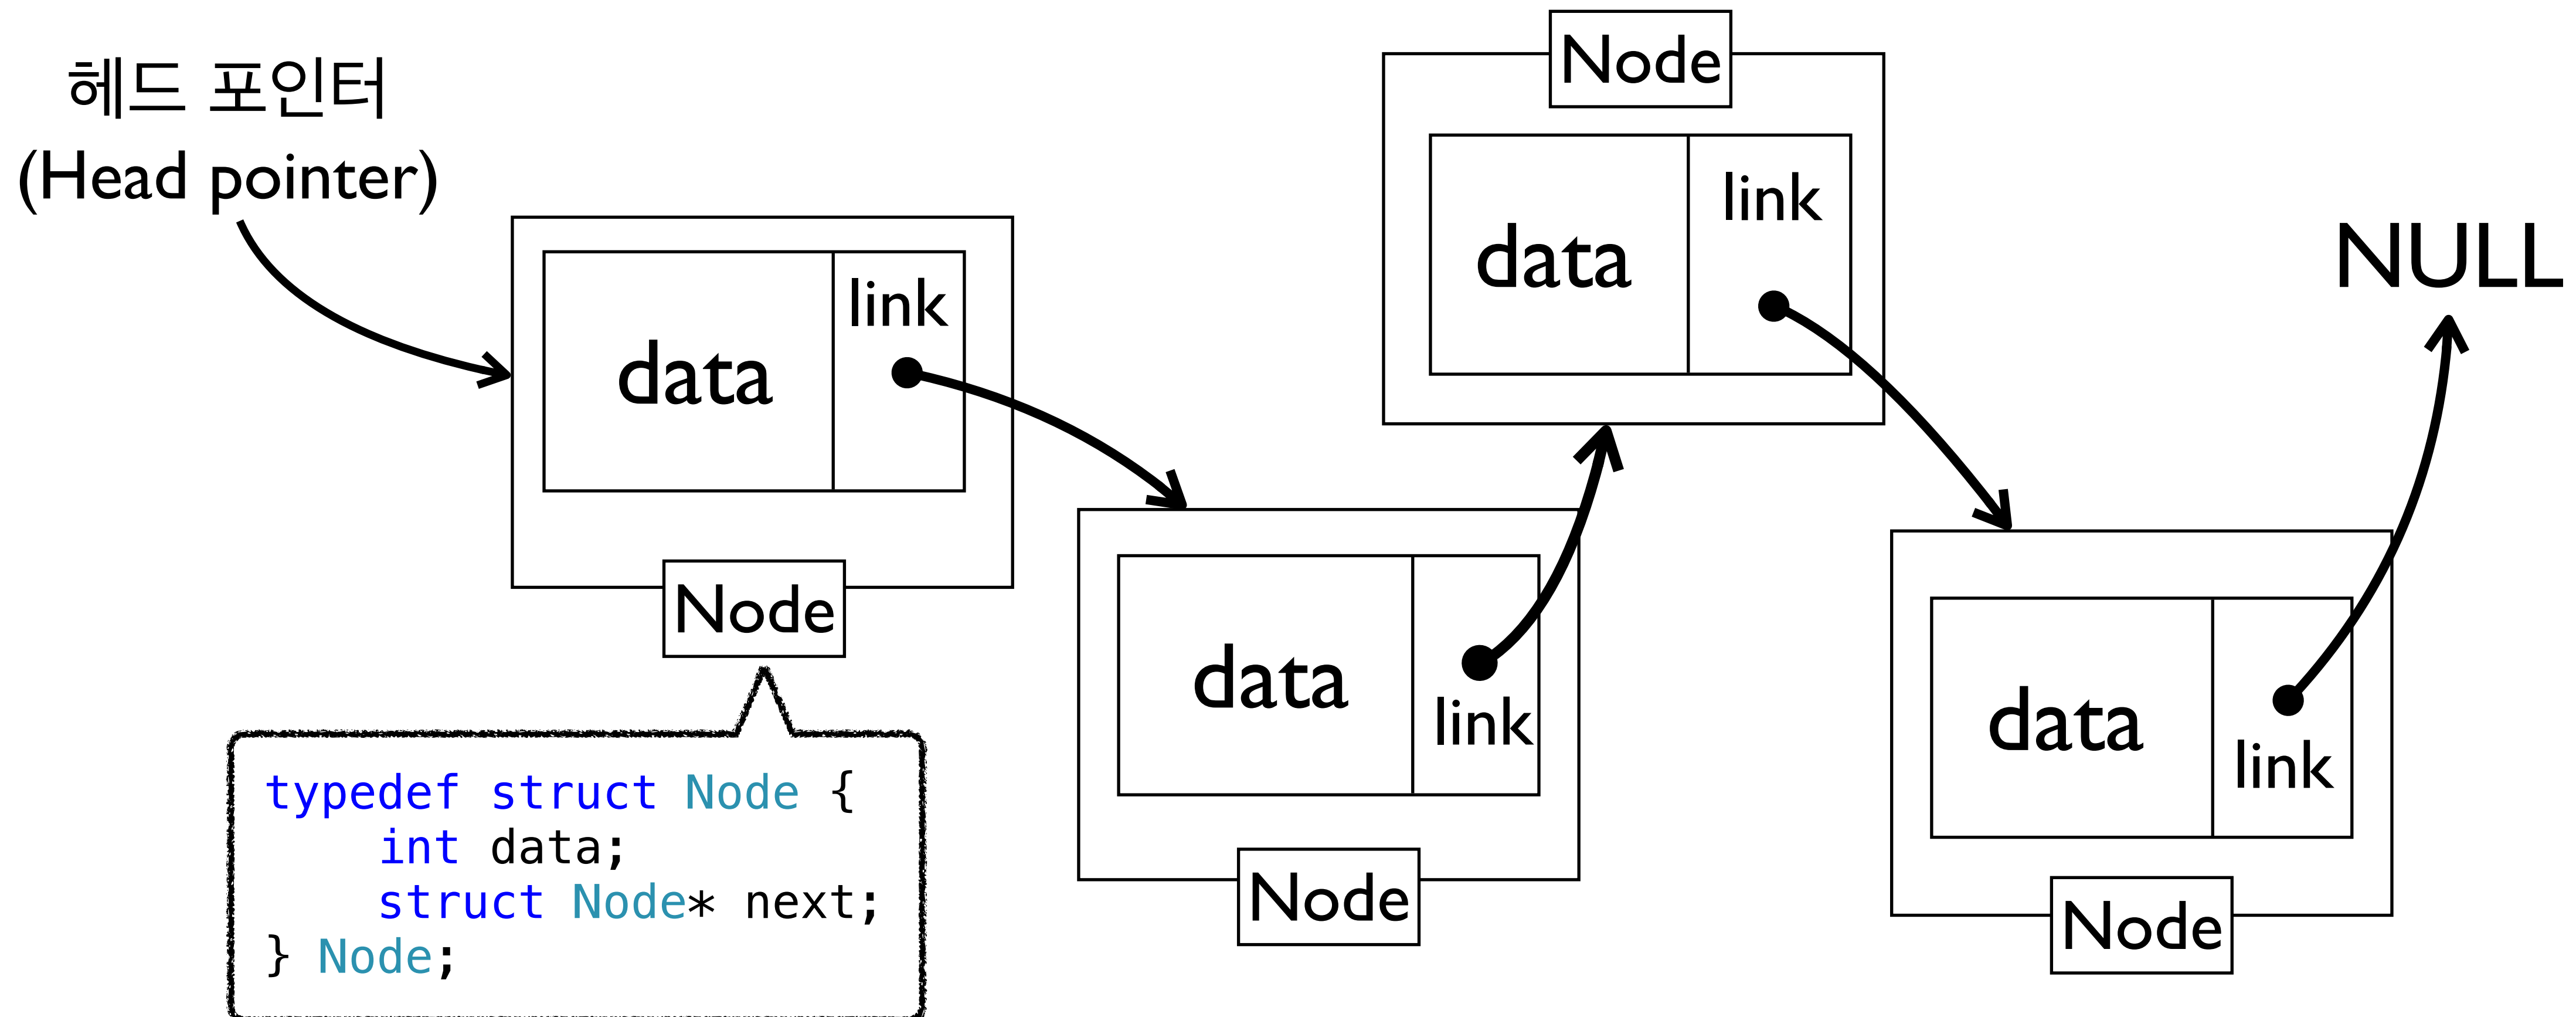 헤드 포인터
(Head pointer)
data
link
Node
typedef struct Node {
int data;
struct Node* next;
} Node;
data
link
Node
Node
data
link
data
link
Node
NULL